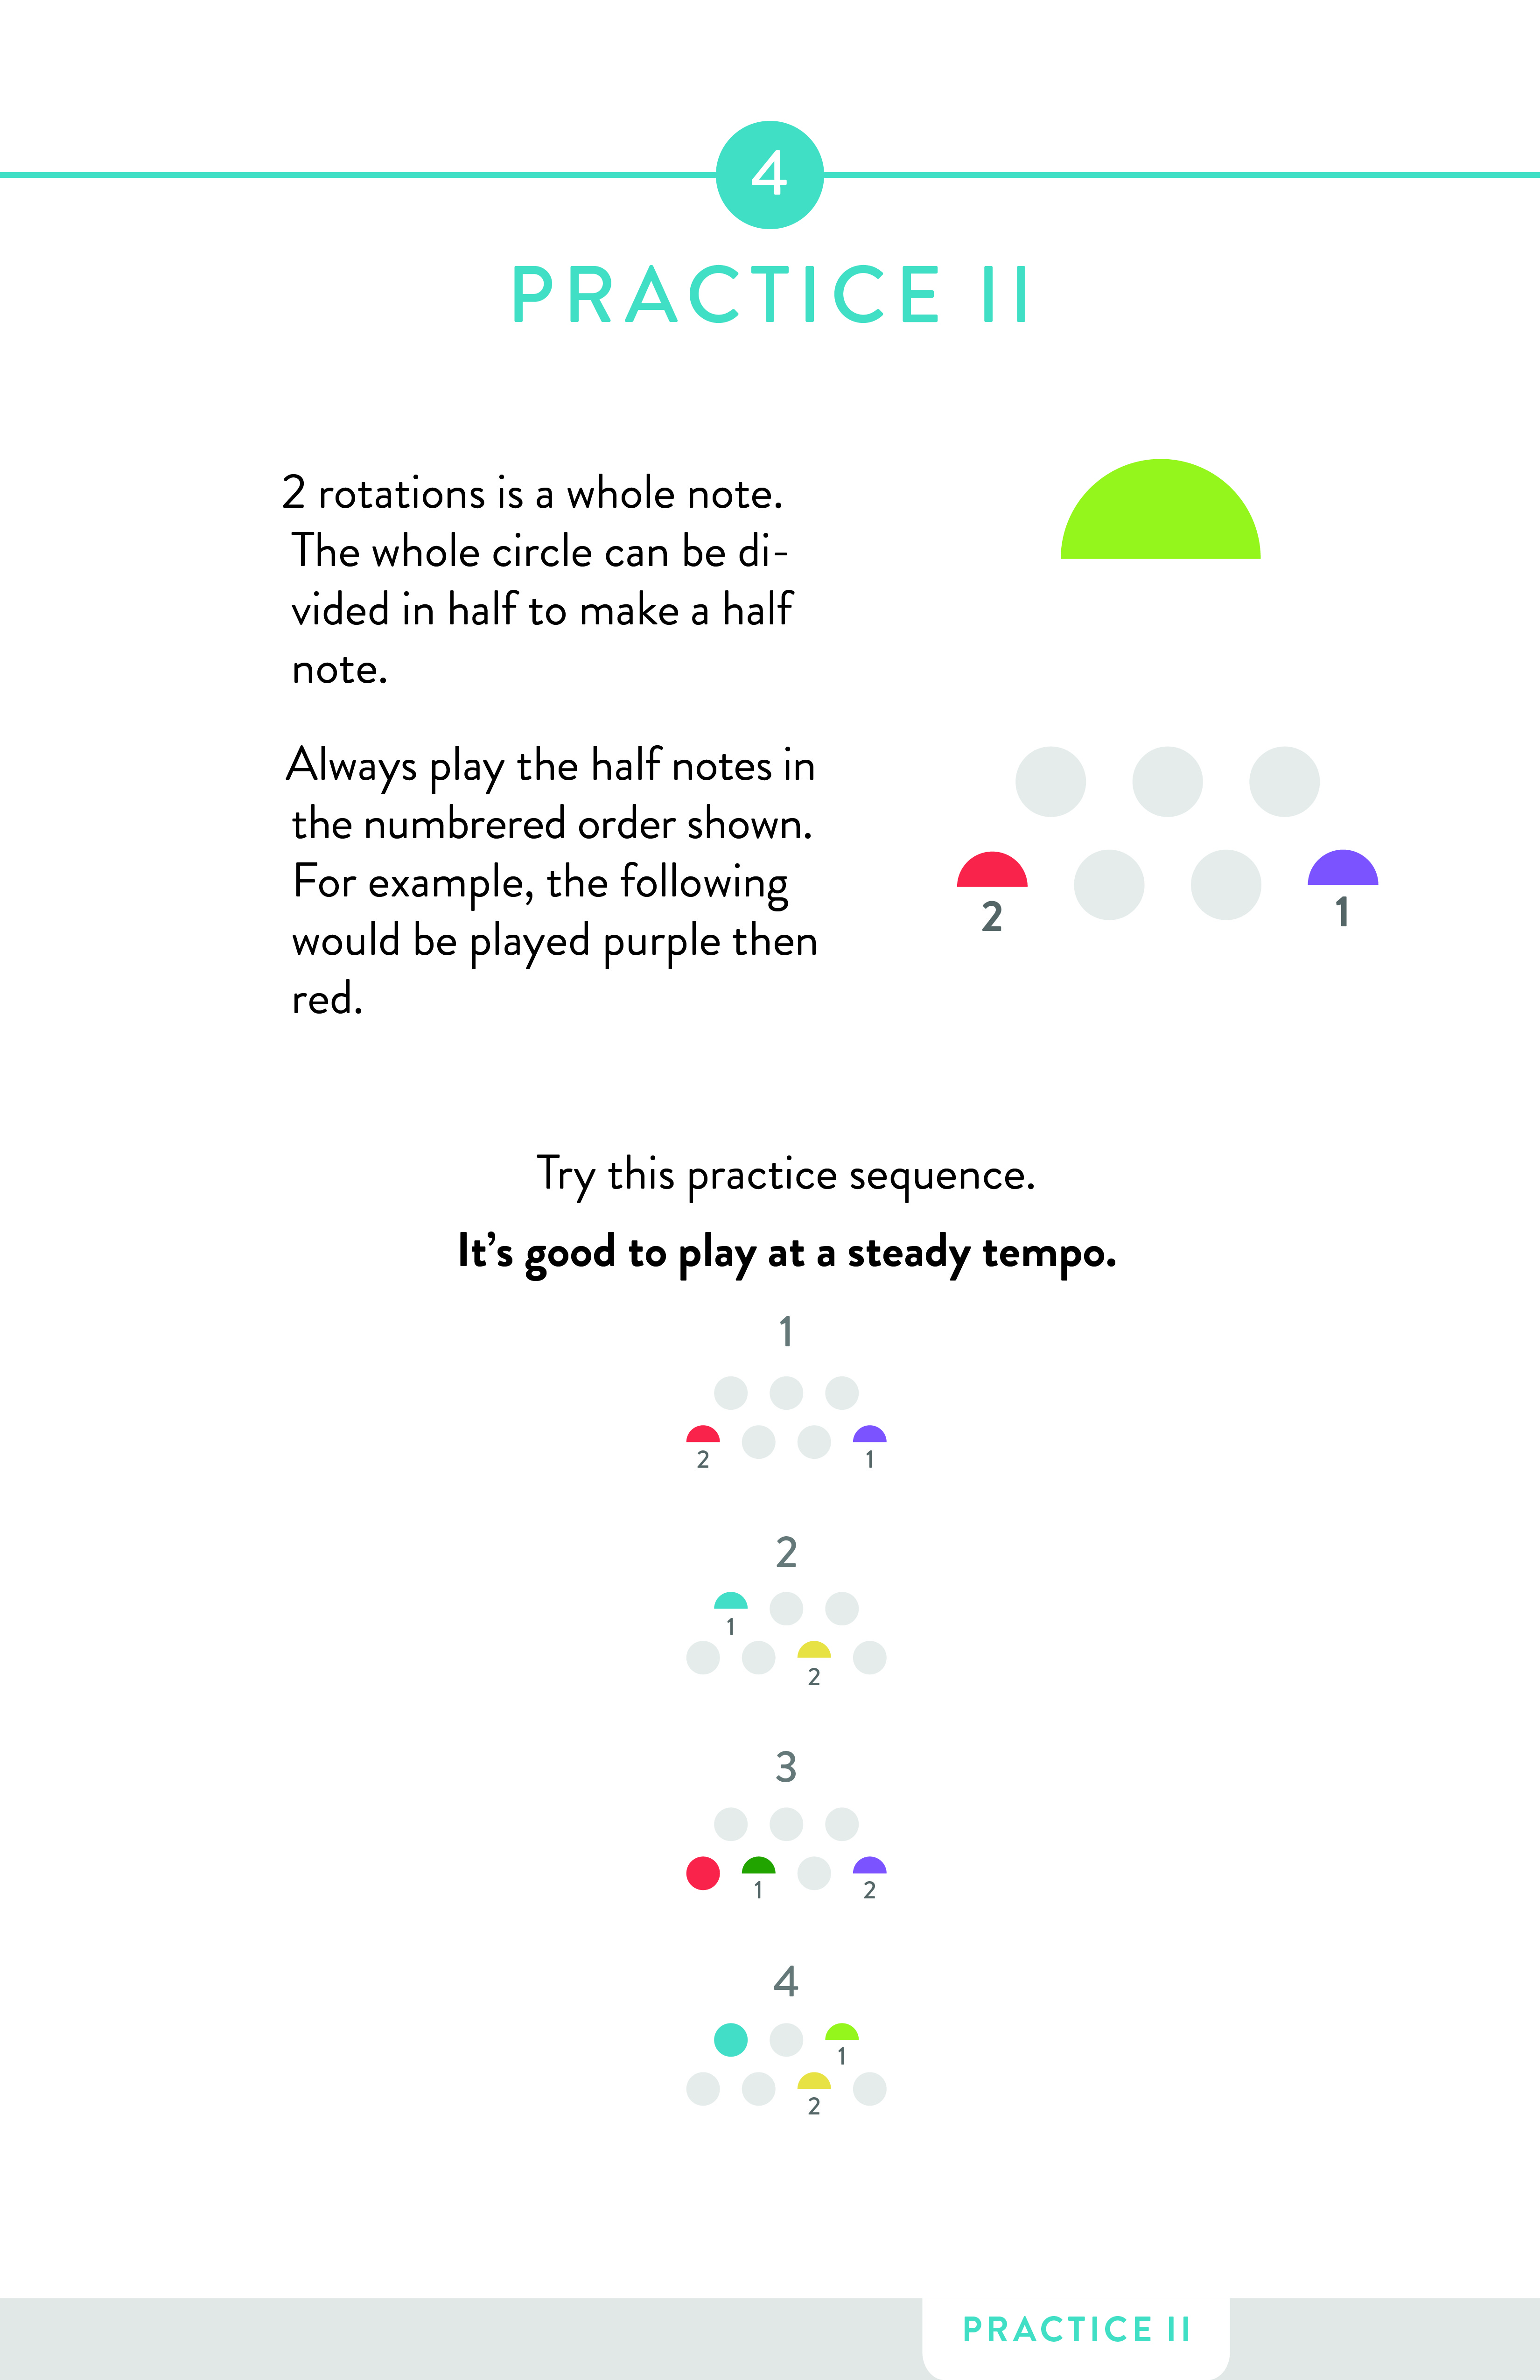 4
PRACTICE II
2 rotations is a whole note.
The whole circle can be di-
vided in half to make a half
note.
Always play the half notes in
the numbrered order shown.
For example, the following
would be played purple then
red.
2 1
Try this practice sequence.
It’s good to play at a steady tempo.
1
2 1
2
1
2
3
1 2
4
1
2
PRACTICE II